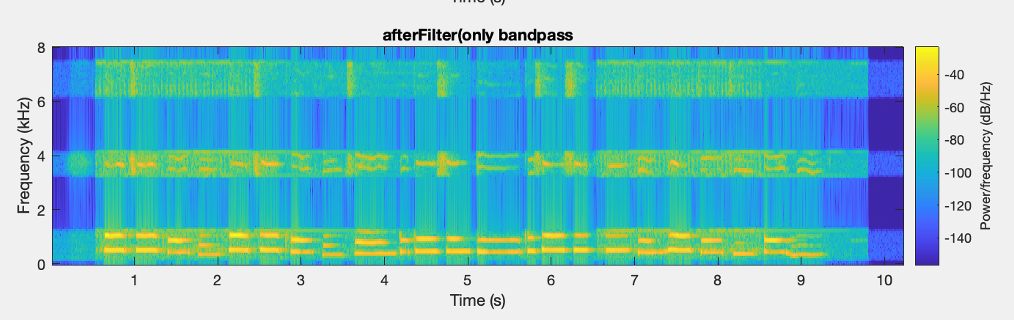 Time (s)
afterFilter(only bandpass
8
6
4
2
0
Frequency (kHz)
1 2 3 4 5 6 7 8 9 10
Time (s)
-40
-60
-80
-100
-120
-140
Power/frequency (dB/Hz)